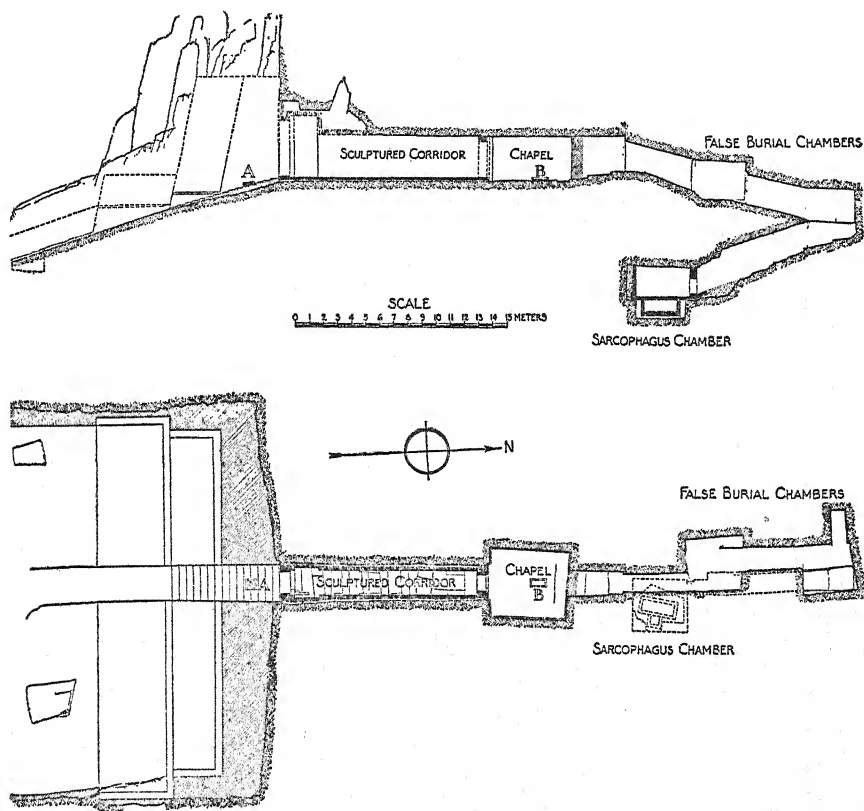 FALSE BURIAL CHAMBERS
A
SCULPTURED CORRIDOR
CHAPEL
B
SCALE
0 1 2 3 4 5 6 7 8 9 10 11 12 13 14 15 METERS
SARCOPHAGUS CHAMBER
N
FALSE BURIAL CHAMBERS
A
SCULPTURED CORRIDOR
CHAPEL
B
SARCOPHAGUS CHAMBER